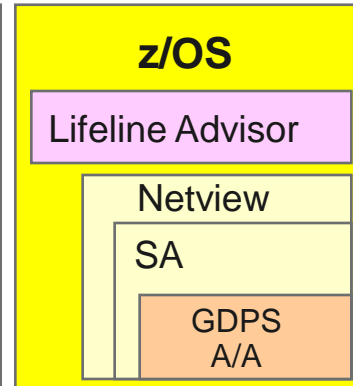 z/OS
Lifeline Advisor
Netview
SA
GDPS
A/A